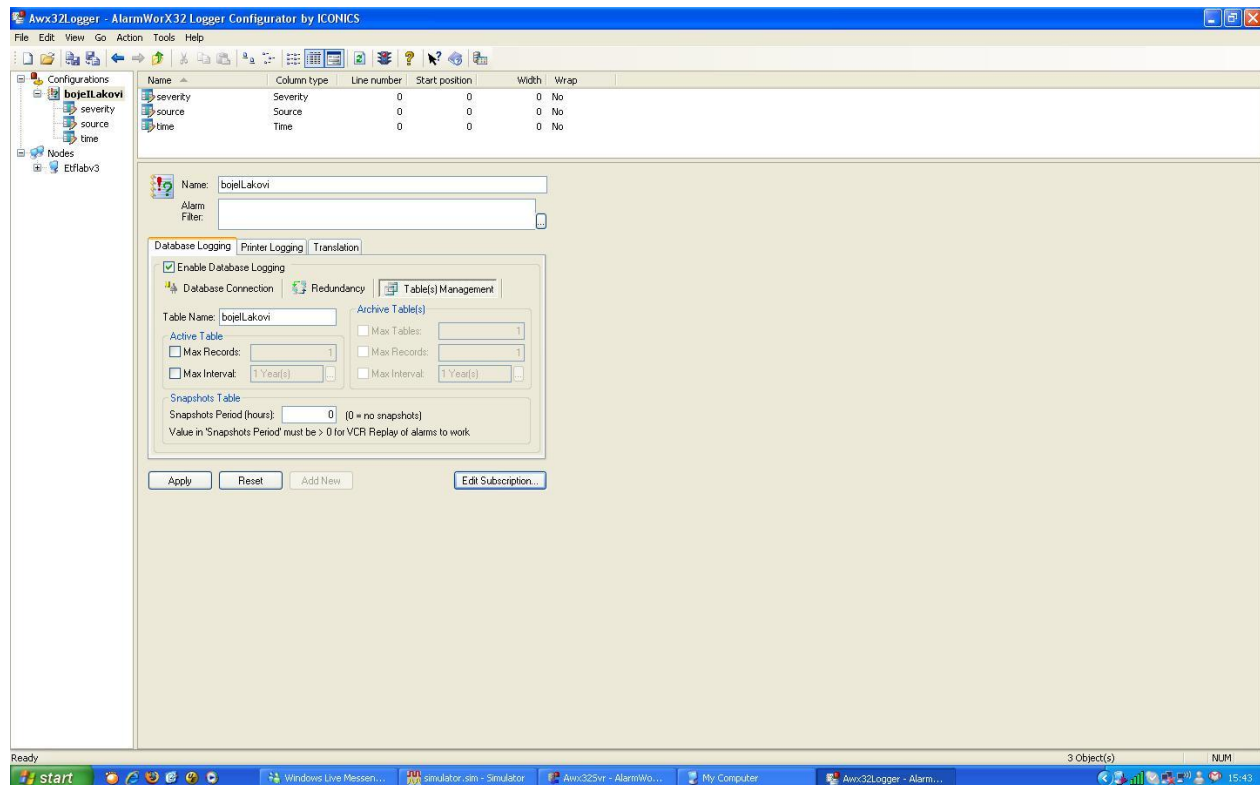 Awx32Logger - AlarmWorX32 Logger Configurator by ICONICS
File Edit View Go Action Tools Help
Configurations
bojeILakovi
severity
source
time
Nodes
Etflabv3
Name Column type Line number Start position Width Wrap
severity Severity 0 0 0 No
source Source 0 0 0 No
time Time 0 0 0 No
Name: bojeILakovi
Alarm
Filter:
...
Database Logging Printer Logging Translation
Enable Database Logging
Database Connection Redundancy Table(s) Management
Table Name: bojeILakovi
Active Table
Max Records: 1
Max Interval: 1 Year(s) ...
Archive Table(s)
Max Tables: 1
Max Records: 1
Max Interval: 1 Year(s) ...
Snapshots Table
Snapshots Period (hours): 0 (0 = no snapshots)
Value in 'Snapshots Period' must be > 0 for VCR Replay of alarms to work
Apply Reset Add New Edit Subscription...
Ready 3 Object(s) NUM
start Windows Live Messen... simulator.sim - Simulator Awx32Svr - AlarmWo... My Computer Awx32Logger - Alarm... 15:43